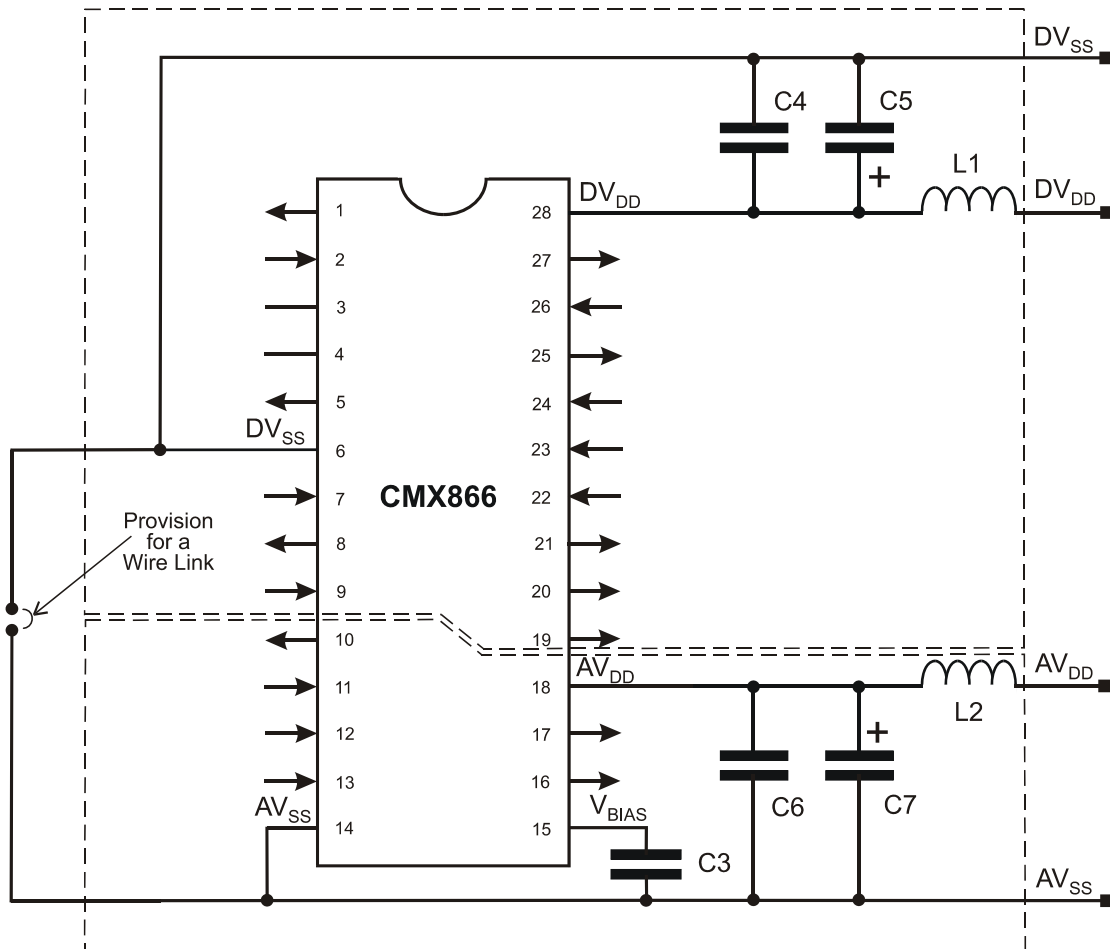 DVSS
C4 C5
+
L1
DVDD DVDD
1 28
2 27
3 26
4 25
5 24
DVSS
6 23
CMX866
7 22
Provision
for a
Wire Link
8 21
9 20
10 19
AVDD AVDD
11 18
L2
+
12 17
13 16
C6 C7
AVSS VBIAS
14 15
C3
AVSS